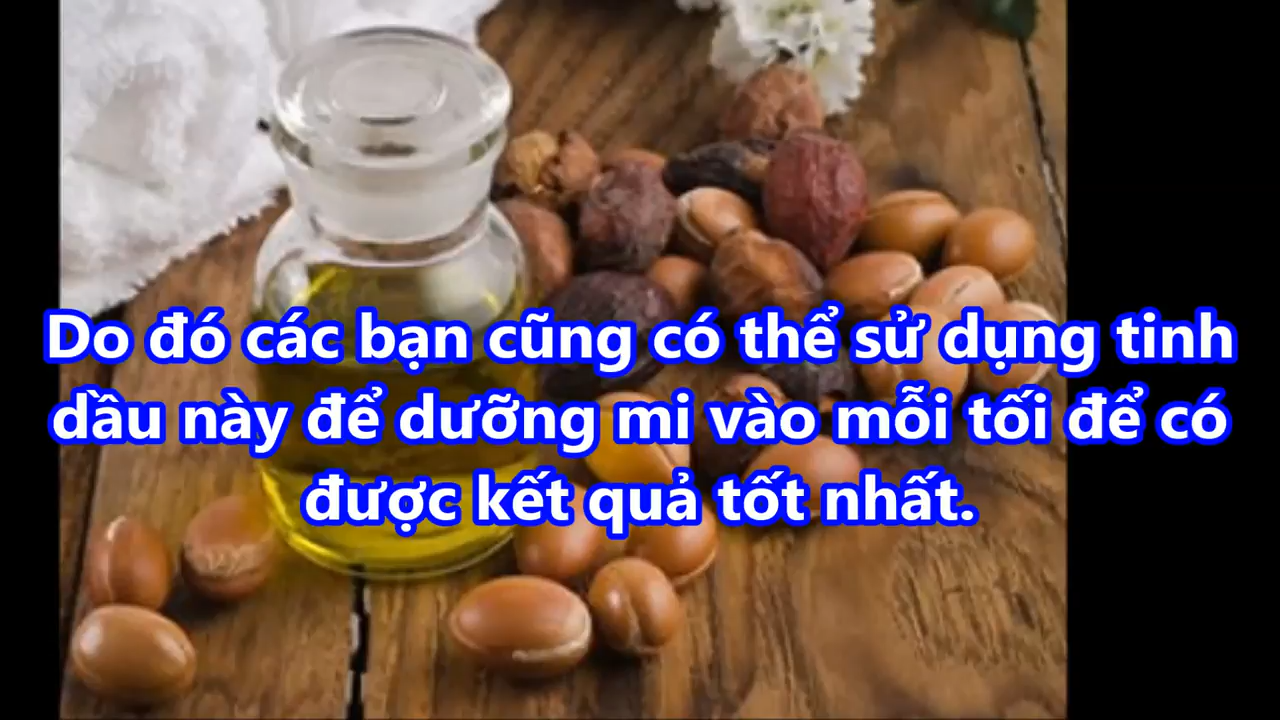 Do đó các bạn cũng có thể sử dụng tinh
dầu này để dưỡng mi vào mỗi tối để có
được kết quả tốt nhất.